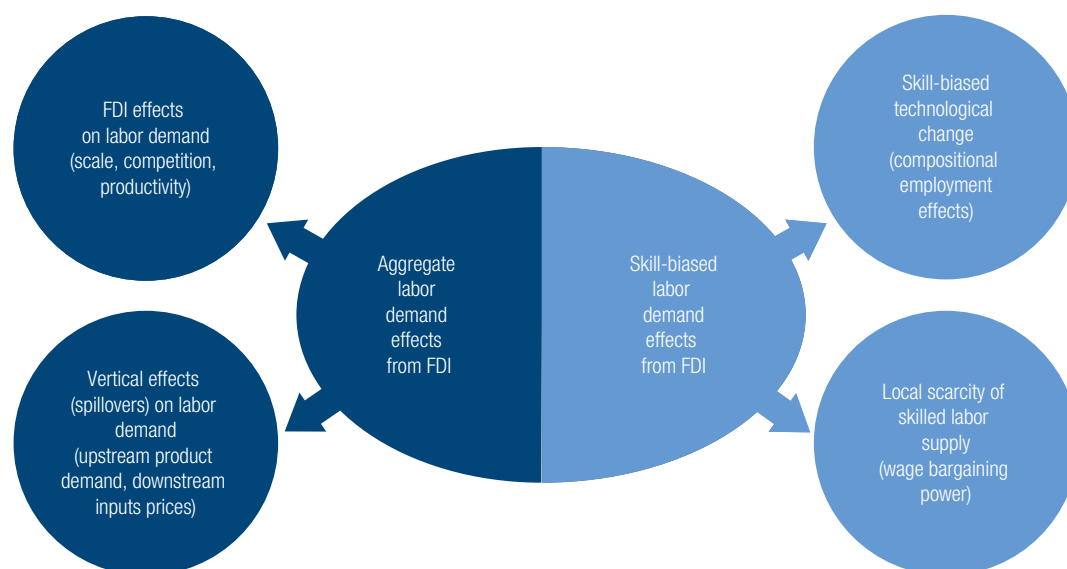 FDI effects
on labor demand
(scale, competition,
productivity)
Vertical effects
(spillovers) on labor
demand
(upstream product
demand, downstream
inputs prices)
Aggregate
labor
demand
effects
from FDI
Skill-biased
labor
demand
effects
from FDI
Skill-biased
technological
change
(compositional
employment
effects)
Local scarcity of
skilled labor
supply
(wage bargaining
power)